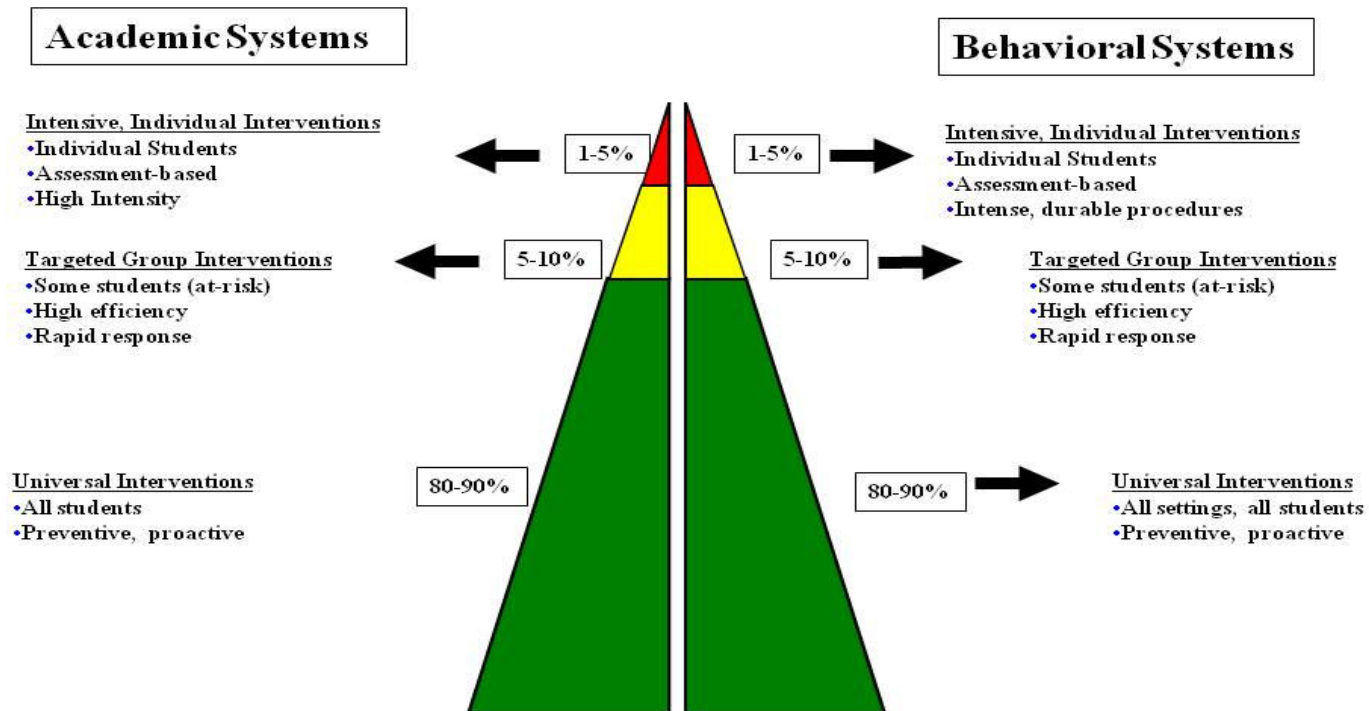 Academic Systems
Intensive, Individual Interventions
•Individual Students
•Assessment-based
•High Intensity
Targeted Group Interventions
•Some students (at-risk)
•High efficiency
•Rapid response
Universal Interventions
•All students
•Preventive, proactive
1-5%
5-10%
80-90%
Behavioral Systems
1-5%
5-10%
80-90%
Intensive, Individual Interventions
•Individual Students
•Assessment-based
•Intense, durable procedures
Targeted Group Interventions
•Some students (at-risk)
•High efficiency
•Rapid response
Universal Interventions
•All settings, all students
•Preventive, proactive